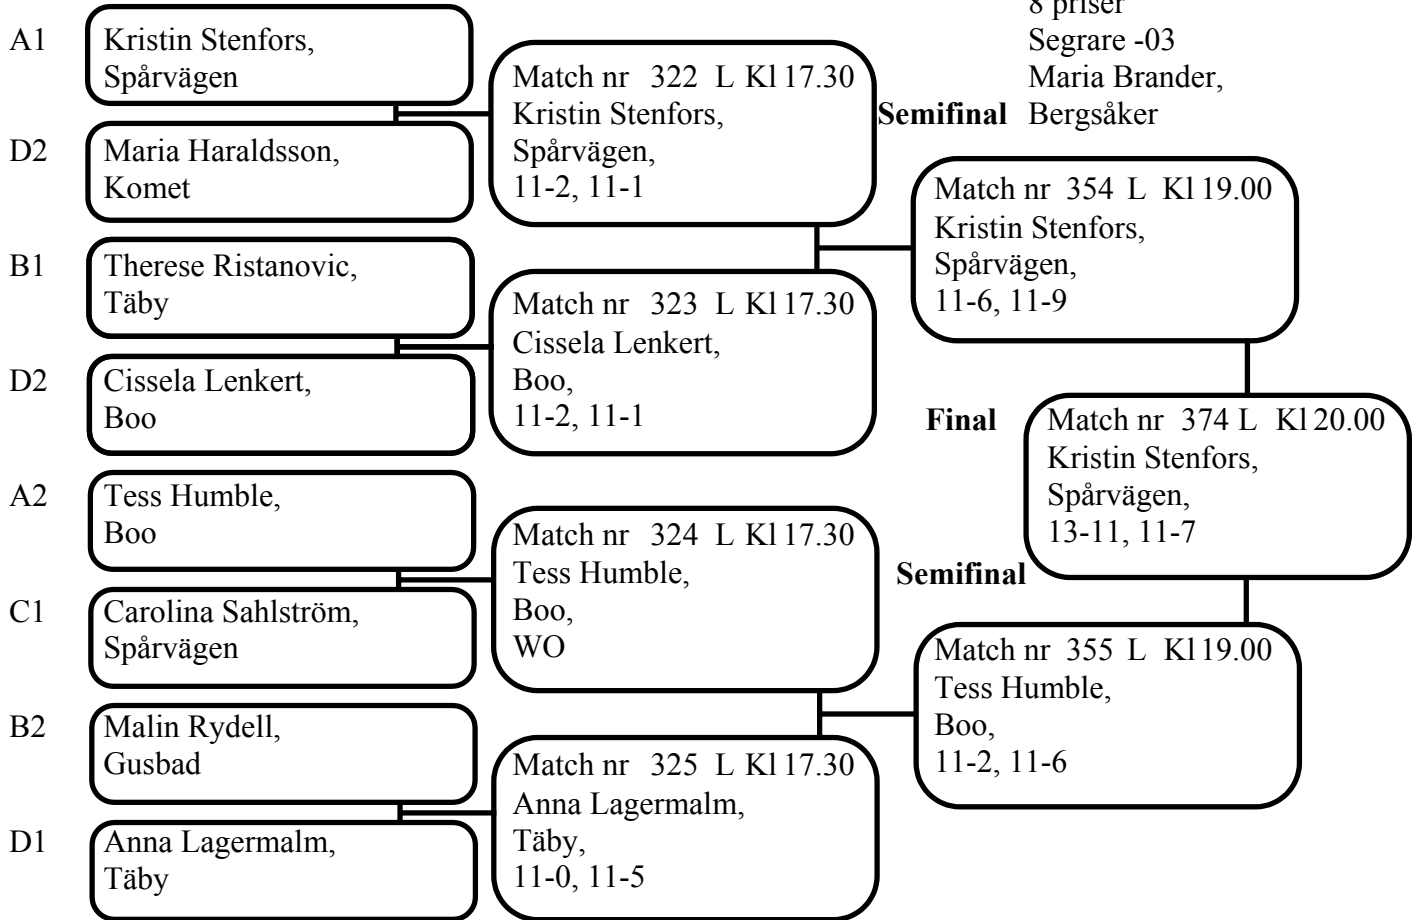 8 priser
Segrare -03
Maria Brander,
Bergsåker
A1
Kristin Stenfors,
Spårvägen
D2
Maria Haraldsson,
Komet
B1
Therese Ristanovic,
Täby
D2
Cissela Lenkert,
Boo
A2
Tess Humble,
Boo
C1
Carolina Sahlström,
Spårvägen
B2
Malin Rydell,
Gusbad
D1
Anna Lagermalm,
Täby
Match nr 322 L Kl 17.30
Kristin Stenfors,
Spårvägen,
11-2, 11-1
Match nr 323 L Kl 17.30
Cissela Lenkert,
Boo,
11-2, 11-1
Match nr 324 L Kl 17.30
Tess Humble,
Boo,
WO
Match nr 325 L Kl 17.30
Anna Lagermalm,
Täby,
11-0, 11-5
Semifinal
Match nr 354 L Kl 19.00
Kristin Stenfors,
Spårvägen,
11-6, 11-9
Final
Match nr 374 L Kl 20.00
Kristin Stenfors,
Spårvägen,
13-11, 11-7
Semifinal
Match nr 355 L Kl 19.00
Tess Humble,
Boo,
11-2, 11-6